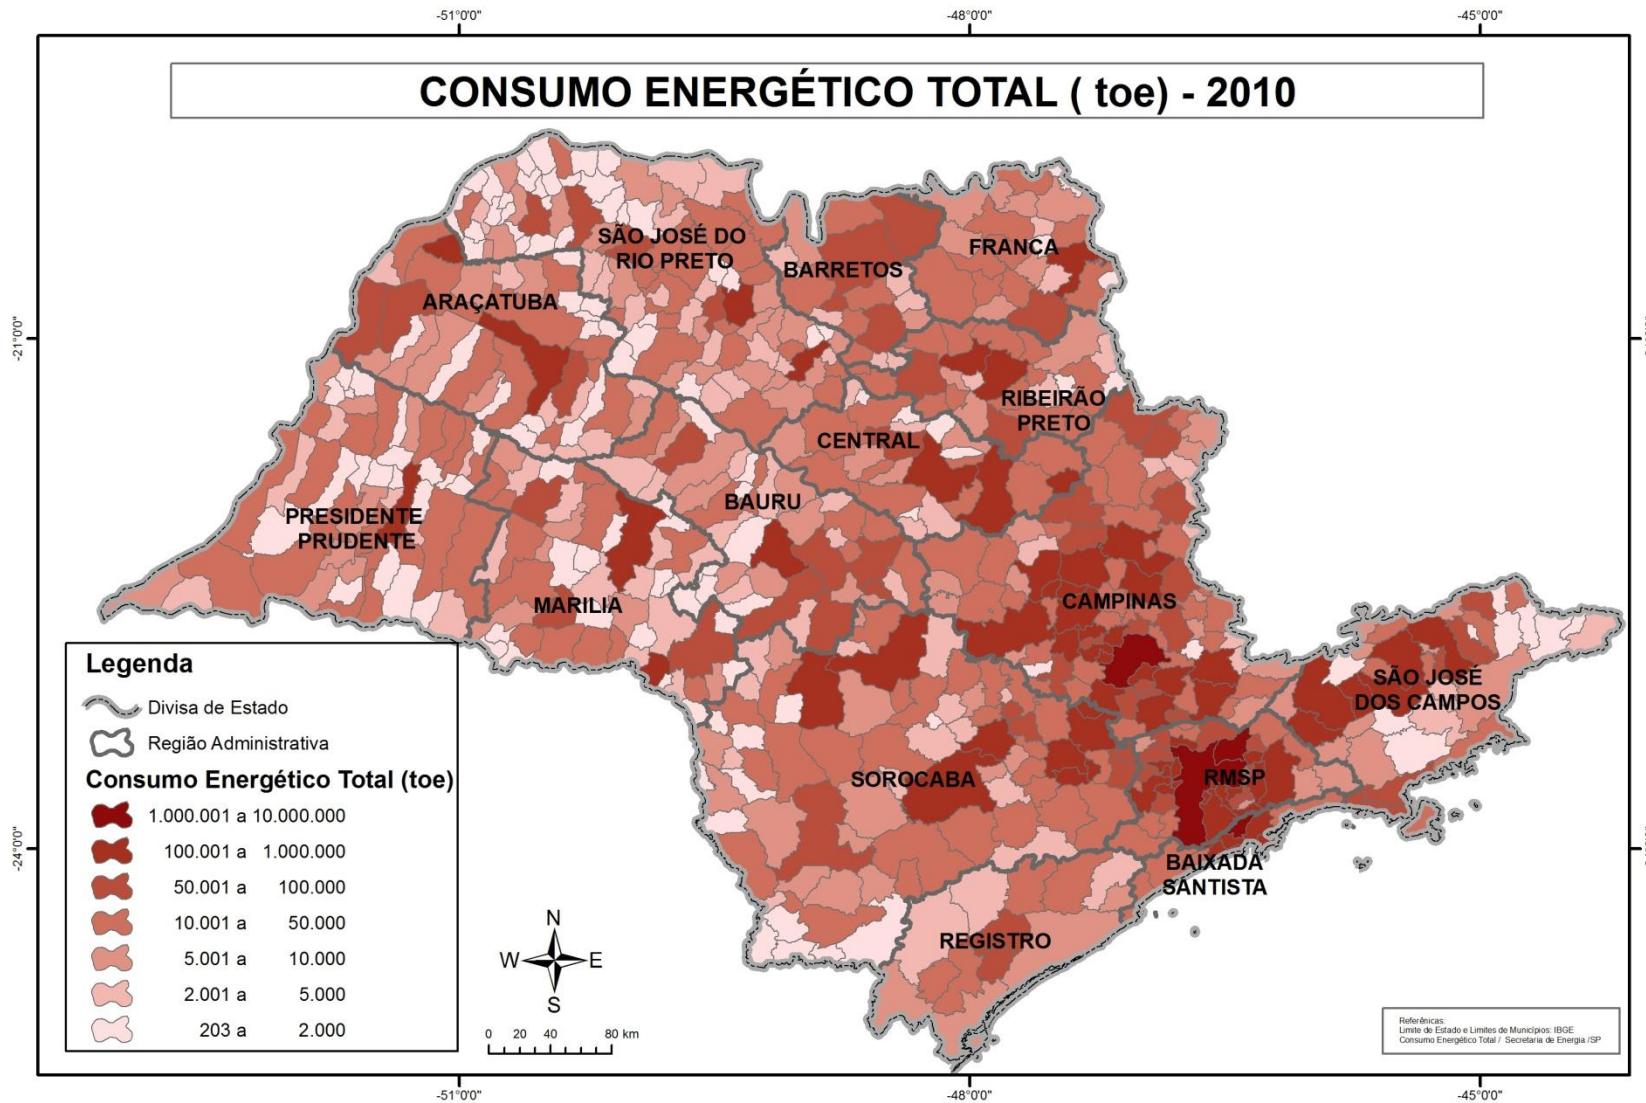 -51°0'0"
-48°0'0"
-45°0'0"
CONSUMO ENERGÉTICO TOTAL ( toe) - 2010
SÃO JOSÉ DO
RIO PRETO
BARRETOS
FRANCA
ARAÇATUBA
-21°0'0"
RIBEIRÃO
PRETO
CENTRAL
BAURU
PRESIDENTE
PRUDENTE
MARILIA
CAMPINAS
SÃO JOSÉ
DOS CAMPOS
SOROCABA
RMSP
-24°0'0"
BAIXADA
SANTISTA
REGISTRO
Legenda
Divisa de Estado
Região Administrativa
Consumo Energético Total (toe)
1.000.001 a 10.000.000
100.001 a 1.000.000
50.001 a 100.000
10.001 a 50.000
5.001 a 10.000
2.001 a 5.000
203 a 2.000
N
W E
S
0 20 40 80 km
Referênicas:
Limite de Estado e Limites de Municípios: IBGE
Consumo Energético Total / Secretaria de Energia /SP
-51°0'0"
-48°0'0"
-45°0'0"